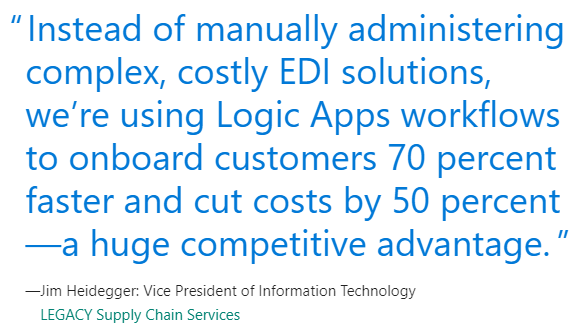 “Instead of manually administering
complex, costly EDI solutions,
we’re using Logic Apps workflows
to onboard customers 70 percent
faster and cut costs by 50 percent
—a huge competitive advantage.”
—Jim Heidegger: Vice President of Information Technology
LEGACY Supply Chain Services